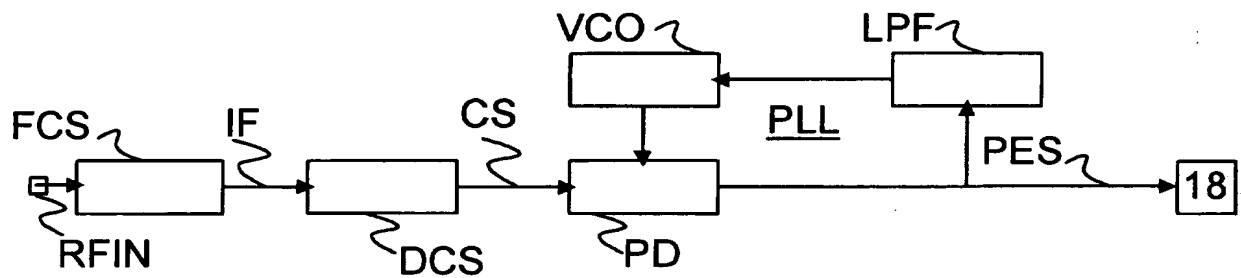 VCO
LPF
FCS
IF
CS
PLL
PES
18
RFIN
DCS
PD